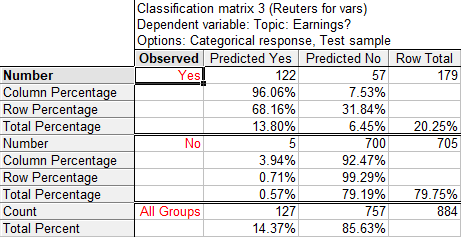 Classification matrix 3 (Reuters for vars)
Dependent variable: Topic: Earnings?
Options: Categorical response, Test sample
Observed Predicted Yes Predicted No Row Total
Number Yes 122 57 179
Column Percentage 96.06% 7.53%
Row Percentage 68.16% 31.84%
Total Percentage 13.80% 6.45% 20.25%
Number No 5 700 705
Column Percentage 3.94% 92.47%
Row Percentage 0.71% 99.29%
Total Percentage 0.57% 79.19% 79.75%
Count All Groups 127 757 884
Total Percent 14.37% 85.63%